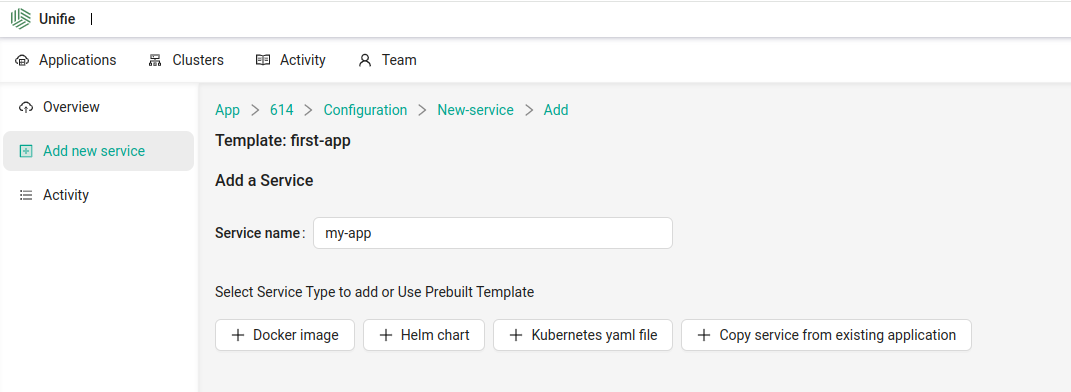 Unifie |
Applications Clusters Activity Team
Overview
Add new service
Activity
App > 614 > Configuration > New-service > Add
Template: first-app
Add a Service
Service name: my-app
Select Service Type to add or Use Prebuilt Template
+ Docker image + Helm chart + Kubernetes yaml file + Copy service from existing application